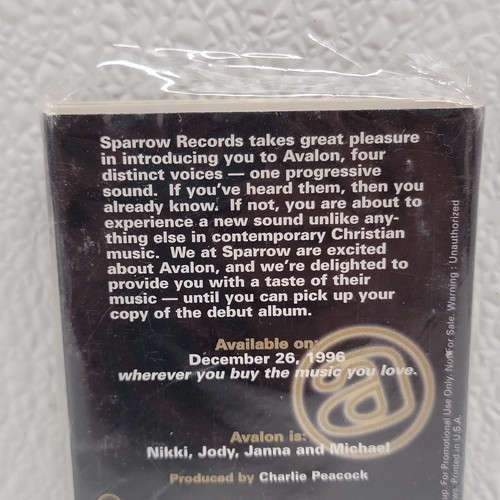 Sparrow Records takes great pleasure
in introducing you to Avalon, four
distinct voices — one progressive
sound. If you've heard them, then you
already know. If not, you are about to
experience a new sound unlike any-
thing else in contemporary Christian
music. We at Sparrow are excited
about Avalon, and we're delighted to
provide you with a taste of their
music — until you can pick up your
copy of the debut album.
Available on:
December 26, 1996
wherever you buy the music you love.
a
Avalon is:
Nikki, Jody, Janna and Michael
Produced by Charlie Peacock
For Promotional Use Only. Not For Sale. Warning : Unauthorized
Printed in U.S.A.